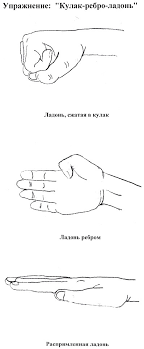 Упражнение: "Кулак-ребро-ладонь"
Ладонь, сжатая в кулак
Ладонь ребром
Распрямленная ладонь